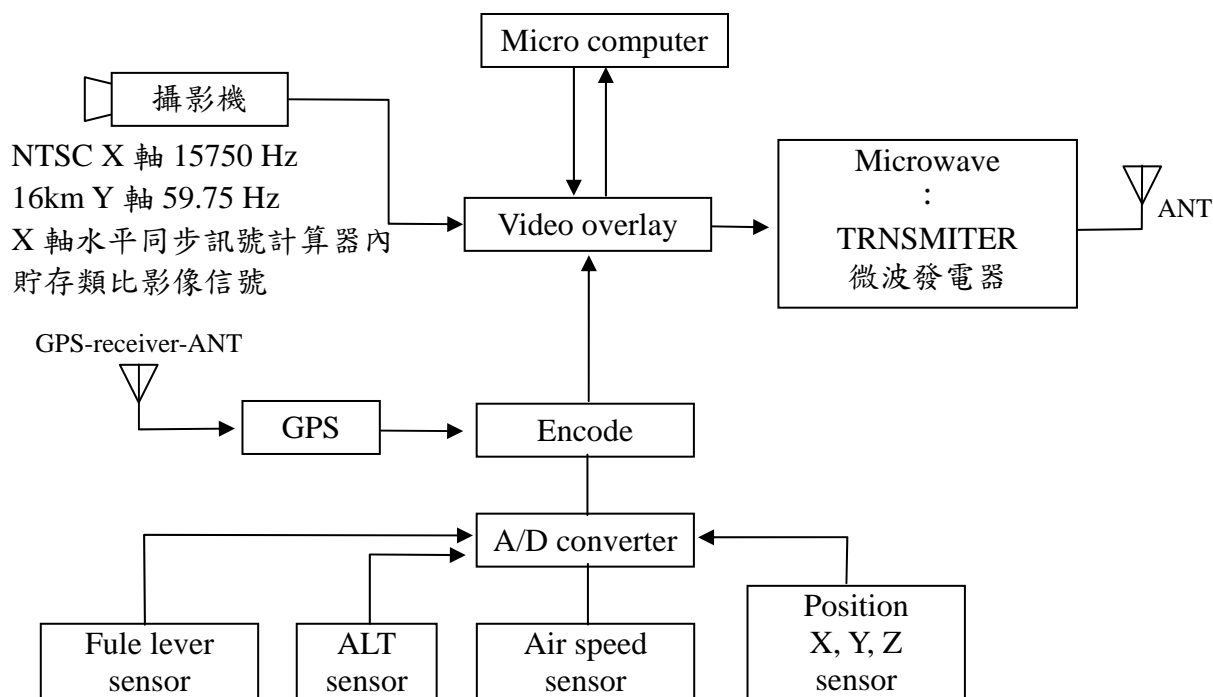 Micro computer
攝影機
NTSC X 軸 15750 Hz
16km Y 軸 59.75 Hz
X 軸水平同步訊號計算器內
貯存類比影像信號
Video overlay
Microwave
:
TRNSMITER
微波發電器
ANT
GPS-receiver-ANT
GPS
Encode
A/D converter
Fule lever
sensor
ALT
sensor
Air speed
sensor
Position
X, Y, Z
sensor